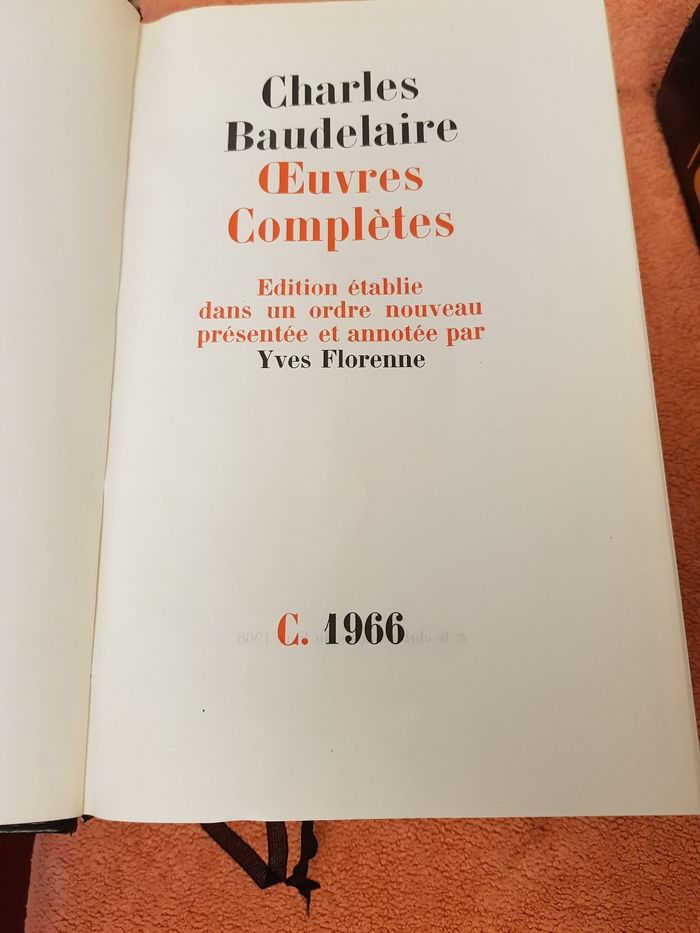 Charles
Baudelaire
Œuvres
Complètes
Edition établie
dans un ordre nouveau
présentée et annotée par
Yves Florenne
C. 1966